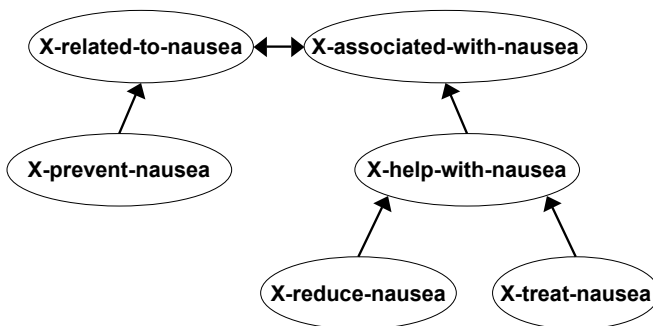 X-related-to-nausea
X-associated-with-nausea
X-prevent-nausea
X-help-with-nausea
X-reduce-nausea
X-treat-nausea